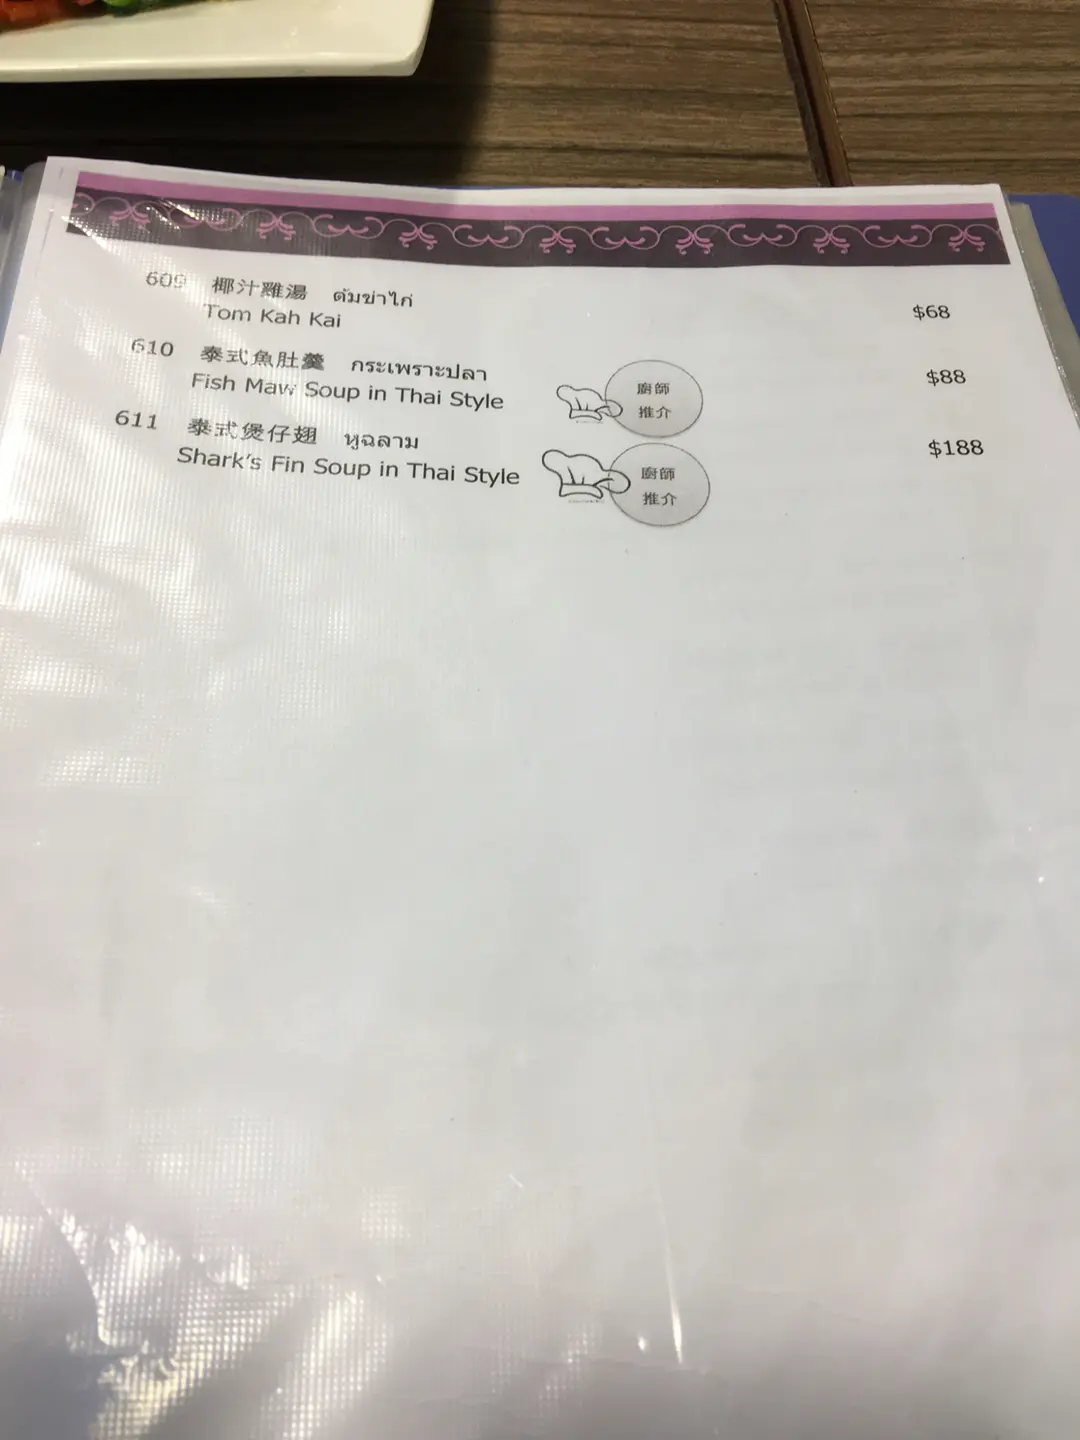 609 椰汁雞湯 ต้มข่าไก่
Tom Kah Kai $68
610 泰式魚肚羹 กระเพราะปลา
Fish Maw Soup in Thai Style 廚師 推介 $88
611 泰式煲仔翅 หูฉลาม
Shark's Fin Soup in Thai Style 廚師 推介 $188